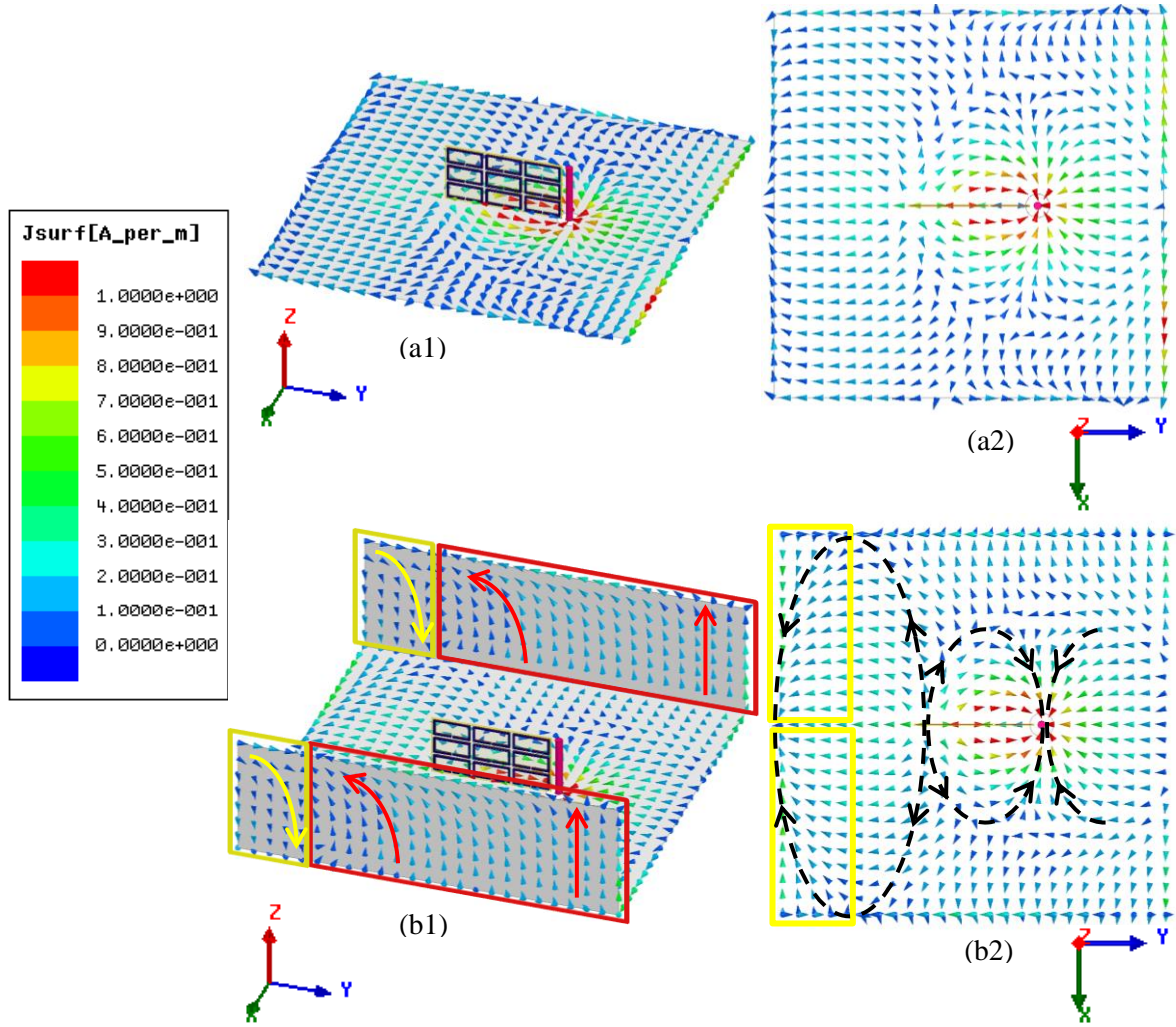 Jsurf[A_per_m]
1.0000e+000
9.0000e-001
8.0000e-001
7.0000e-001
6.0000e-001
5.0000e-001
4.0000e-001
3.0000e-001
2.0000e-001
1.0000e-001
0.0000e+000
Z
Y
X
(a1)
Z
Y
X
(a2)
Z
Y
X
(b1)
Z
Y
X
(b2)